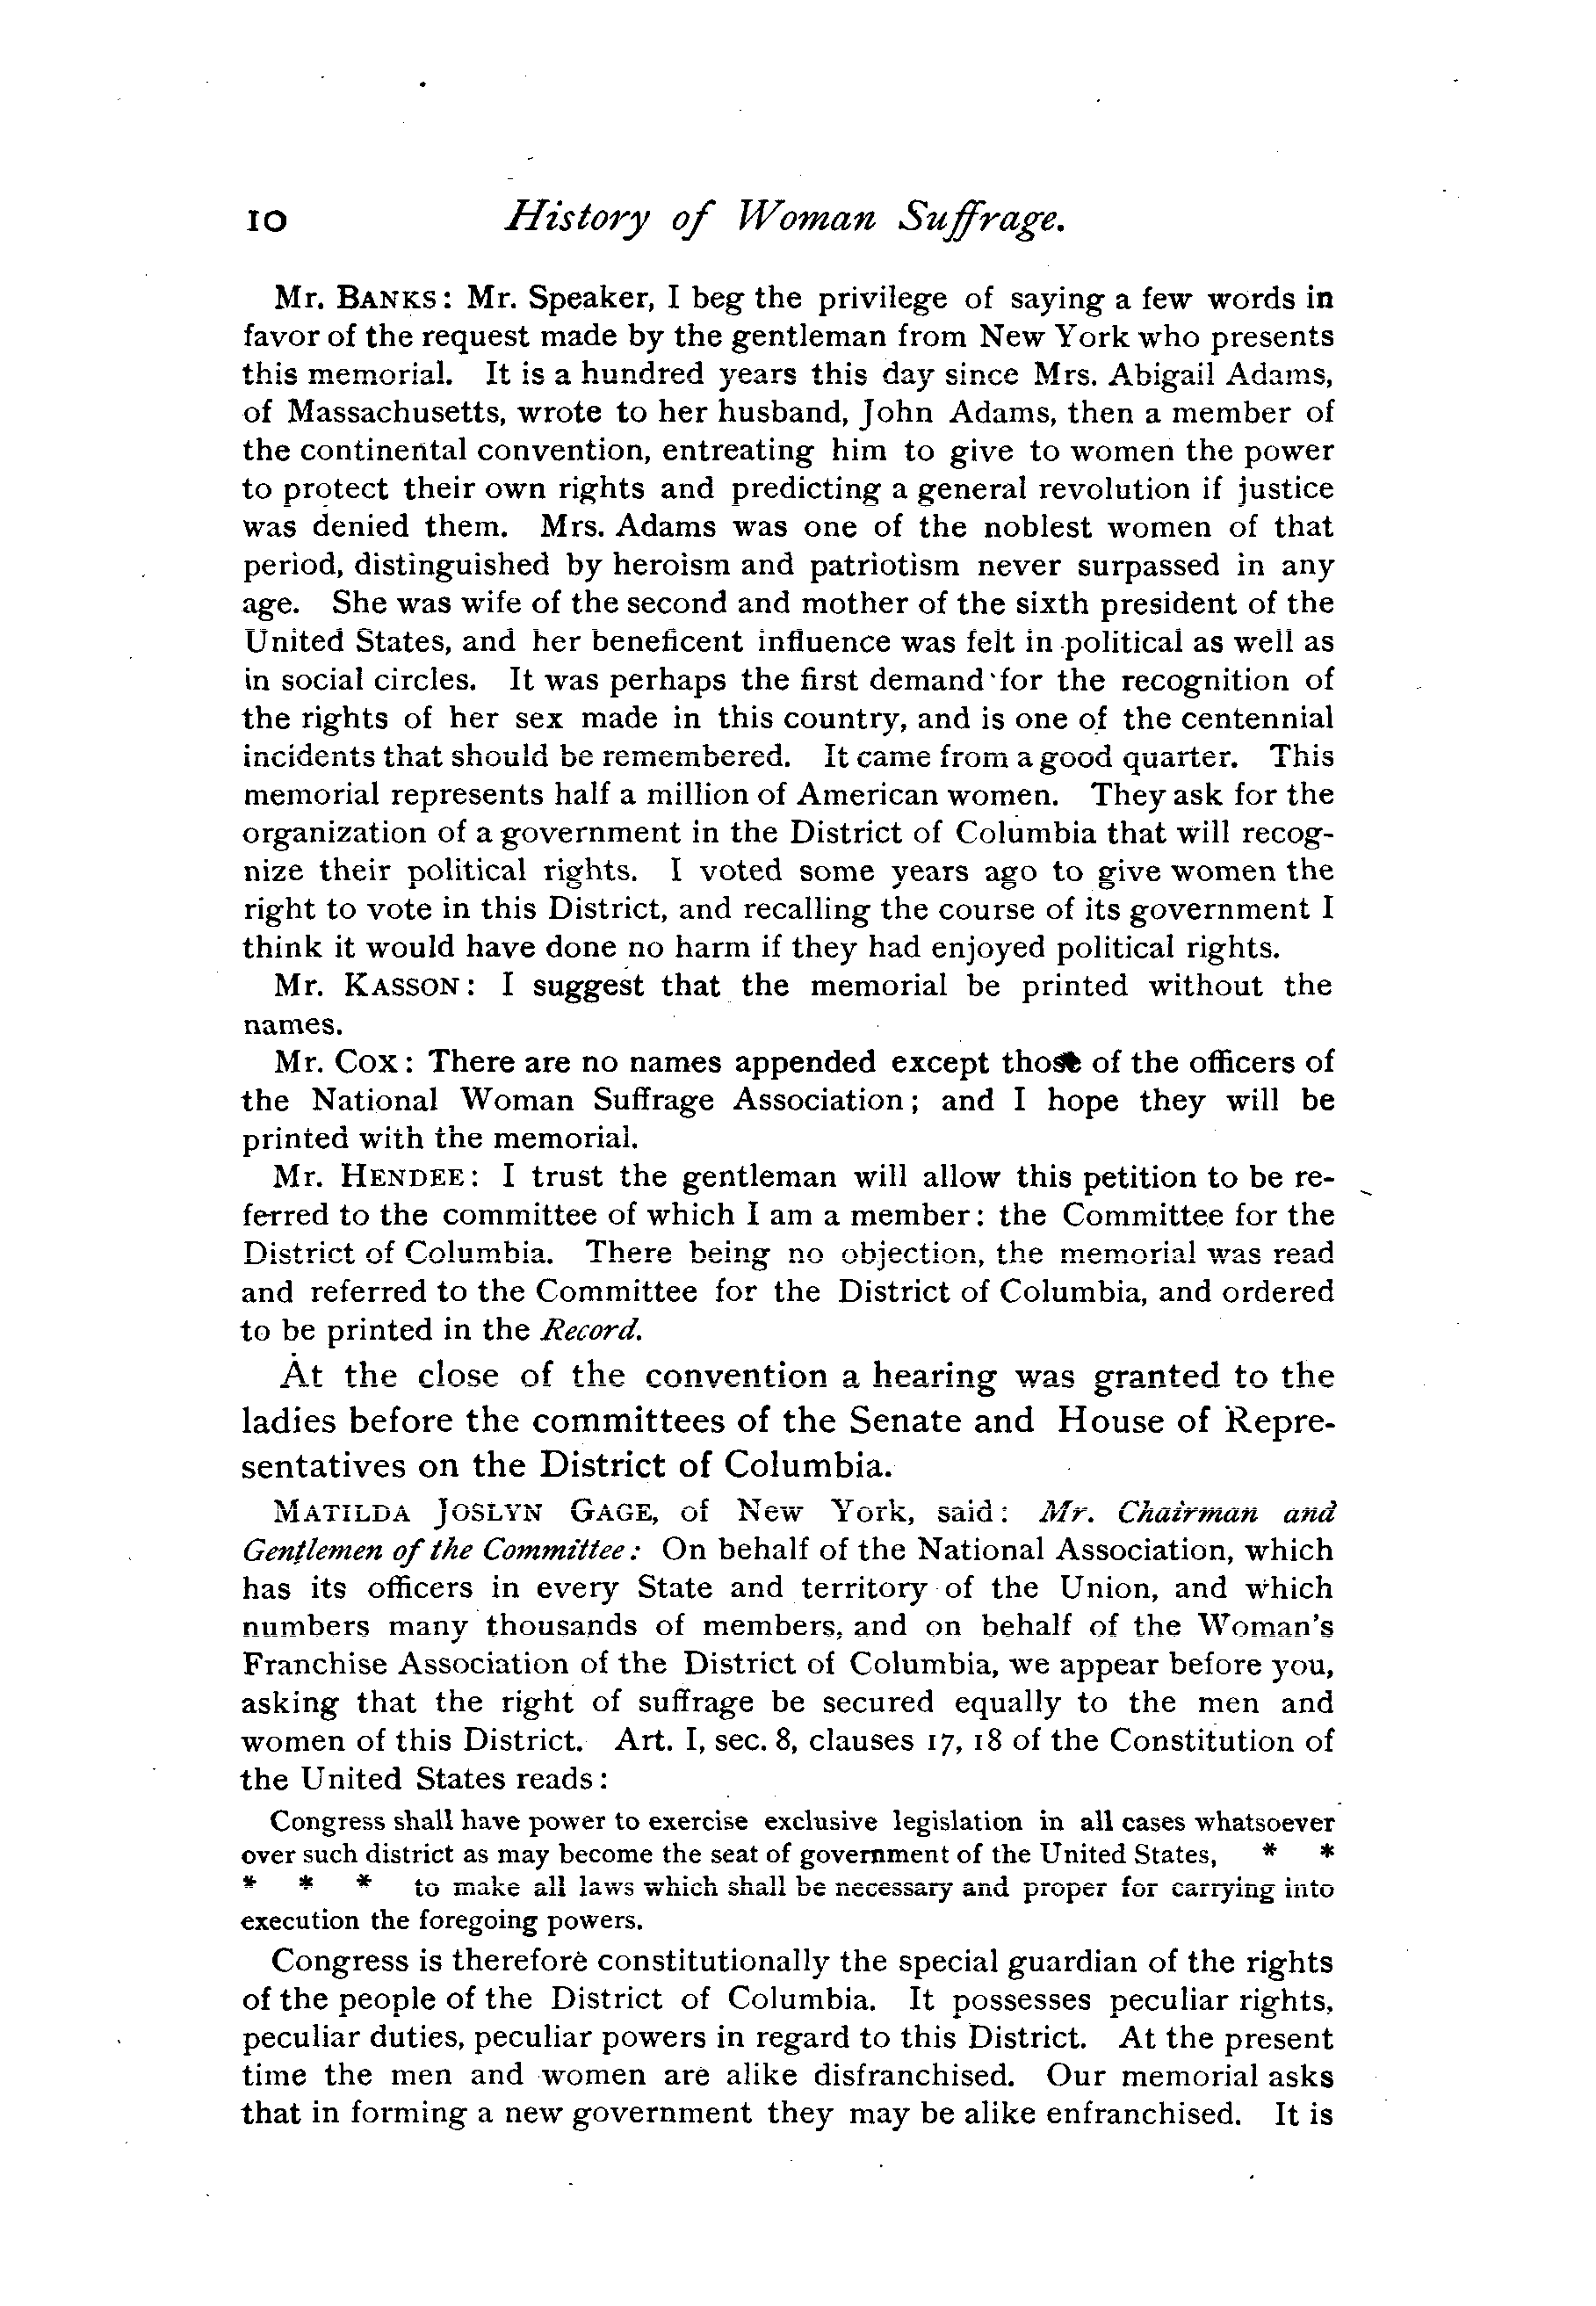 10 History of Woman Suffrage.
Mr. BANKS: Mr. Speaker, I beg the privilege of saying a few words in
favor of the request made by the gentleman from New York who presents
this memorial. It is a hundred years this day since Mrs. Abigail Adams,
of Massachusetts, wrote to her husband, John Adams, then a member of
the continental convention, entreating him to give to women the power
to protect their own rights and predicting a general revolution if justice
was denied them. Mrs. Adams was one of the noblest women of that
period, distinguished by heroism and patriotism never surpassed in any
age. She was wife of the second and mother of the sixth president of the
United States, and her beneficent influence was felt in political as well as
in social circles. It was perhaps the first demand for the recognition of
the rights of her sex made in this country, and is one of the centennial
incidents that should be remembered. It came from a good quarter. This
memorial represents half a million of American women. They ask for the
organization of a government in the District of Columbia that will recog-
nize their political rights. I voted some years ago to give women the
right to vote in this District, and recalling the course of its government I
think it would have done no harm if they had enjoyed political rights.
Mr. KASSON: I suggest that the memorial be printed without the
names.
Mr. COX: There are no names appended except those of the officers of
the National Woman Suffrage Association; and I hope they will be
printed with the memorial.
Mr. HENDEE: I trust the gentleman will allow this petition to be re-
ferred to the committee of which I am a member: the Committee for the
District of Columbia. There being no objection, the memorial was read
and referred to the Committee for the District of Columbia, and ordered
to be printed in the Record.
At the close of the convention a hearing was granted to the
ladies before the committees of the Senate and House of Repre-
sentatives on the District of Columbia.
MATILDA JOSLYN GAGE, of New York, said: Mr. Chairman and
Gentlemen of the Committee: On behalf of the National Association, which
has its officers in every State and territory of the Union, and which
numbers many thousands of members, and on behalf of the Woman's
Franchise Association of the District of Columbia, we appear before you,
asking that the right of suffrage be secured equally to the men and
women of this District. Art. I, sec. 8, clauses 17, 18 of the Constitution of
the United States reads:
Congress shall have power to exercise exclusive legislation in all cases whatsoever
over such district as may become the seat of government of the United States, * *
* * * to make all laws which shall be necessary and proper for carrying into
execution the foregoing powers.
Congress is therefore constitutionally the special guardian of the rights
of the people of the District of Columbia. It possesses peculiar rights,
peculiar duties, peculiar powers in regard to this District. At the present
time the men and women are alike disfranchised. Our memorial asks
that in forming a new government they may be alike enfranchised. It is